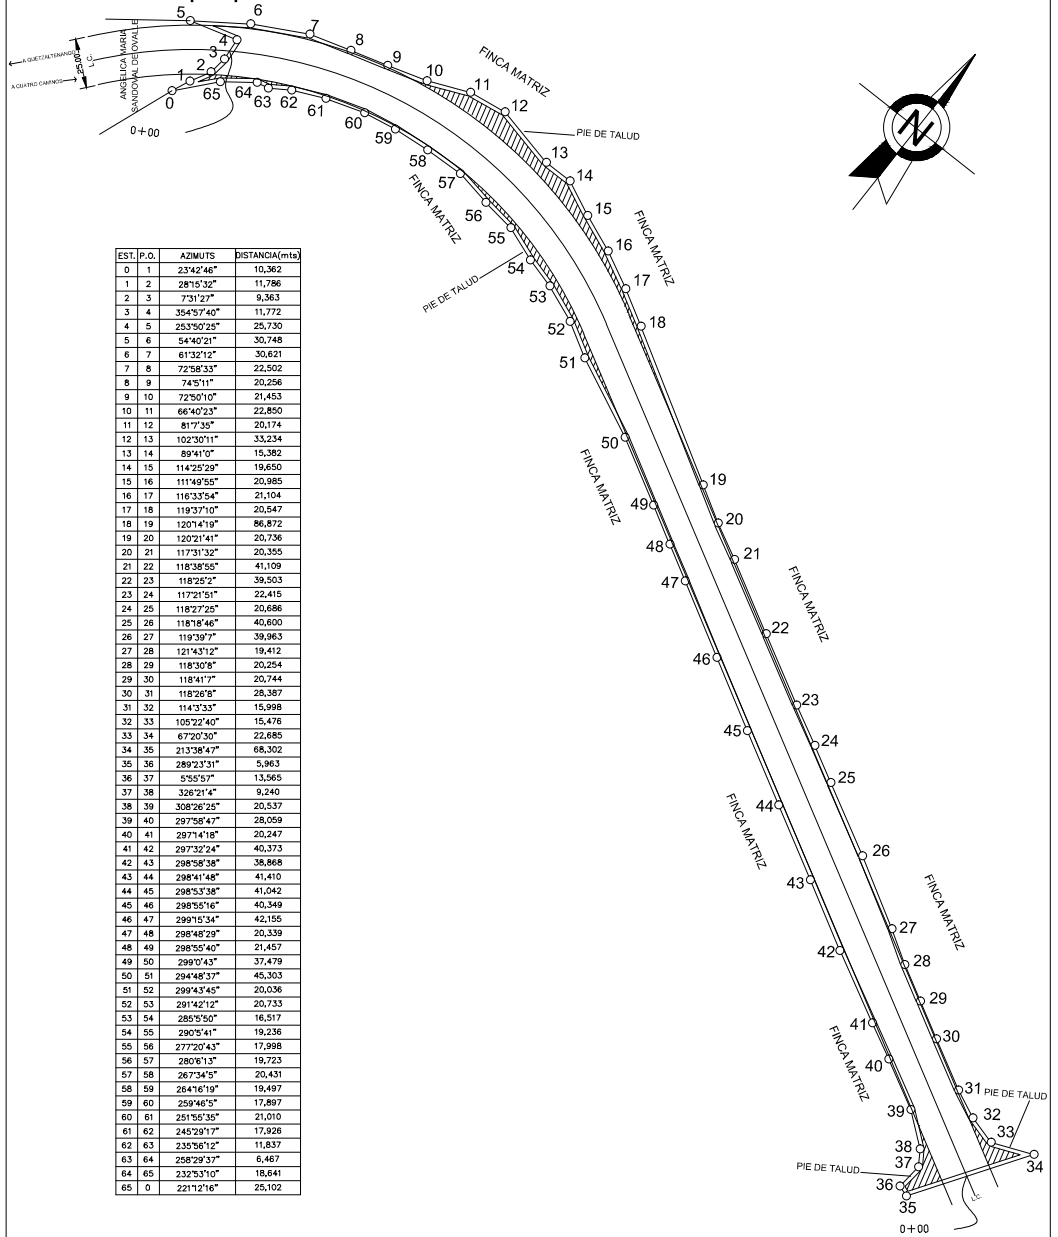 5
6
7
8
9
10
11
12
13
14
15
16
17
18
19
20
21
22
23
24
25
26
27
28
29
30
31
32
33
34
35
36
37
38
39
40
41
42
43
44
45
46
47
48
49
50
51
52
53
54
55
56
57
58
59
60
61
62
63
64
65
0
1
2
3
4
A QUETZALTENANGO
A CUATRO CAMINOS
25.00
L.C.
ANGELICA MARIA
SANDOVAL DE OVALLE
0+00
FINCA MATRIZ
PIE DE TALUD
FINCA MATRIZ
FINCA MATRIZ
PIE DE TALUD
FINCA MATRIZ
FINCA MATRIZ
FINCA MATRIZ
FINCA MATRIZ
FINCA MATRIZ
PIE DE TALUD
PIE DE TALUD
L.C.
0+00
N
EST. P.O. AZIMUTS DISTANCIA(mts)
0 1 23°42'46" 10,362
1 2 28°15'32" 11,786
2 3 7°31'27" 9,363
3 4 354°57'40" 11,772
4 5 253°50'25" 25,730
5 6 54°40'21" 30,748
6 7 61°32'12" 30,621
7 8 72°58'33" 22,502
8 9 74°5'11" 20,256
9 10 72°50'10" 21,453
10 11 66°40'23" 22,850
11 12 81°7'35" 20,174
12 13 102°30'11" 33,234
13 14 89°41'0" 15,382
14 15 114°25'29" 19,650
15 16 111°49'55" 20,985
16 17 116°33'54" 21,104
17 18 119°37'10" 20,547
18 19 120°14'19" 86,872
19 20 120°21'41" 20,736
20 21 117°31'32" 20,355
21 22 118°38'55" 41,109
22 23 118°25'2" 39,503
23 24 117°21'51" 22,415
24 25 118°27'25" 20,686
25 26 118°18'46" 40,600
26 27 119°39'7" 39,963
27 28 121°43'12" 19,412
28 29 118°30'8" 20,254
29 30 118°41'7" 20,744
30 31 118°26'8" 28,387
31 32 114°3'33" 15,998
32 33 105°22'40" 15,476
33 34 67°20'30" 22,685
34 35 213°38'47" 68,302
35 36 289°23'31" 5,963
36 37 5°55'57" 13,565
37 38 326°21'4" 9,240
38 39 308°26'25" 20,537
39 40 297°58'47" 28,059
40 41 297°14'18" 20,247
41 42 297°32'24" 40,373
42 43 298°58'38" 38,868
43 44 298°41'48" 41,410
44 45 298°53'38" 41,042
45 46 298°55'16" 40,349
46 47 299°15'34" 42,155
47 48 298°48'29" 20,339
48 49 298°55'40" 21,457
49 50 299°0'43" 37,479
50 51 294°48'37" 45,303
51 52 299°43'45" 20,036
52 53 291°42'12" 20,733
53 54 285°5'50" 16,517
54 55 290°5'41" 19,236
55 56 277°20'43" 17,998
56 57 280°6'13" 19,723
57 58 267°34'5" 20,431
58 59 264°16'19" 19,497
59 60 259°46'5" 17,897
60 61 251°55'35" 21,010
61 62 245°29'17" 17,926
62 63 235°56'12" 11,837
63 64 258°29'37" 6,467
64 65 232°53'10" 18,641
65 0 221°12'16" 25,102